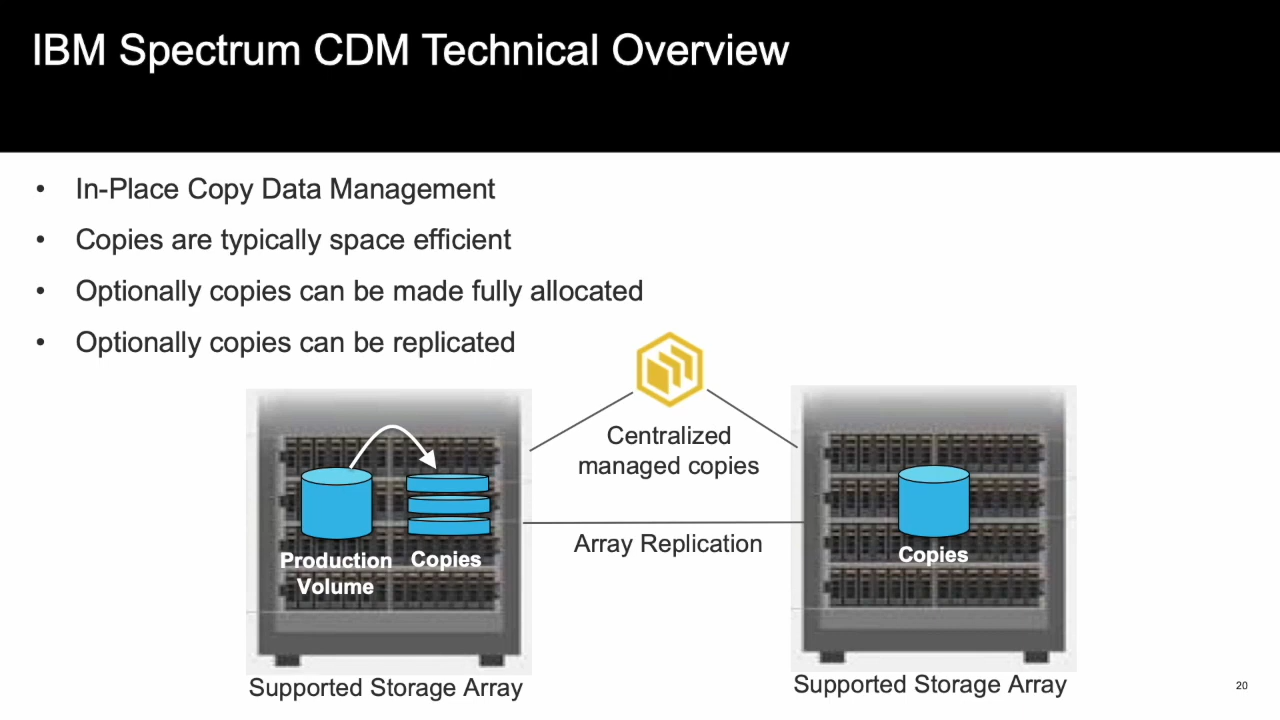 IBM Spectrum CDM Technical Overview
• In-Place Copy Data Management
• Copies are typically space efficient
• Optionally copies can be made fully allocated
• Optionally copies can be replicated
Centralized
managed copies
Array Replication
Production
Volume
Copies
Copies
Supported Storage Array
Supported Storage Array
20